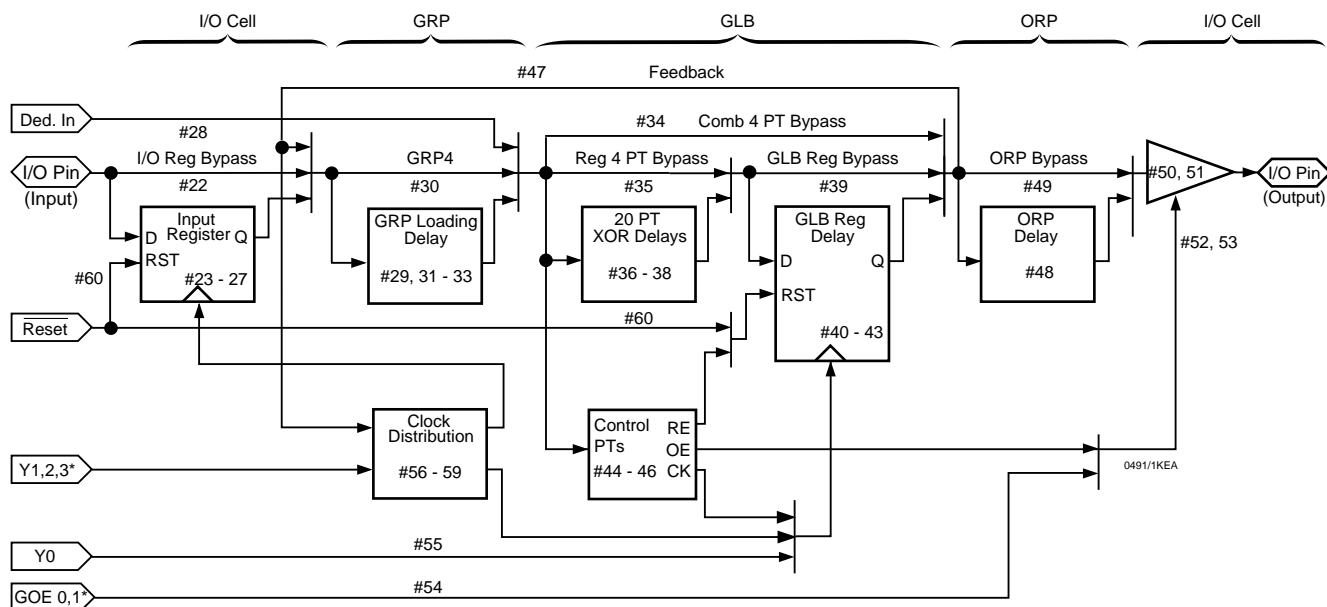 I/O Cell
GRP
GLB
ORP
I/O Cell
#47
Feedback
Ded. In
#28
#34
Comb 4 PT Bypass
I/O Pin
(Input)
I/O Reg Bypass
#22
GRP4
#30
Reg 4 PT Bypass
#35
GLB Reg Bypass
#39
ORP Bypass
#49
#50, 51
I/O Pin
(Output)
Input
Register
D
Q
RST
#23 - 27
GRP Loading
Delay
#29, 31 - 33
20 PT
XOR Delays
#36 - 38
GLB Reg
Delay
D
Q
RST
#40 - 43
ORP
Delay
#48
#52, 53
#60
Reset
#60
Clock
Distribution
#56 - 59
Control
PTs
#44 - 46
RE
OE
CK
0491/1KEA
Y1,2,3*
Y0
#55
GOE 0,1*
#54